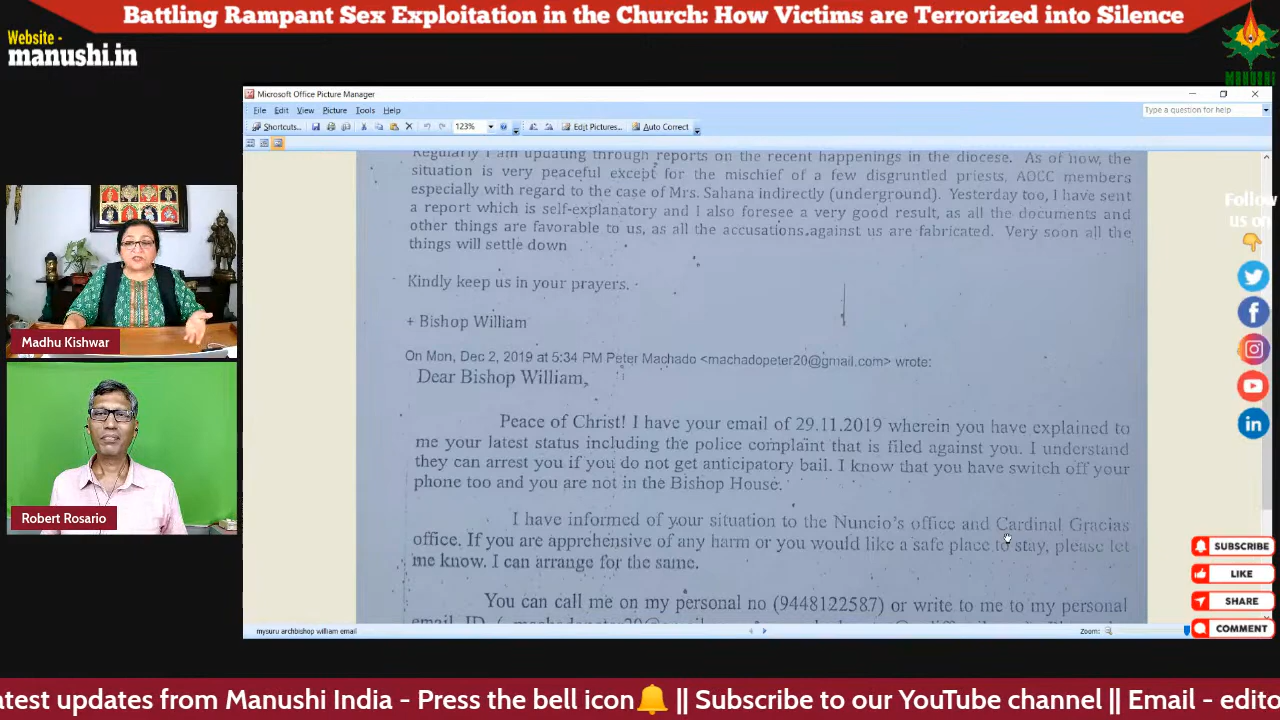 Battling Rampant Sex Exploitation in the Church: How Victims are Terrorized into Silence
Website -
manushi.in
MANUSHI
Microsoft Office Picture Manager
File Edit View Picture Tools Help
Type a question for help
Shortcuts... 123% Edit Pictures... Auto Correct
Regularly I am updating through reports on the recent happenings in the diocese. As of now, the
situation is very peaceful except for the mischief of a few disgruntled priests, AOCC members
especially with regard to the case of Mrs. Sahana indirectly (underground). Yesterday too, I have sent
a report which is self-explanatory and I also foresee a very good result, as all the documents and
other things are favorable to us, as all the accusations against us are fabricated. Very soon all the
things will settle down
Kindly keep us in your prayers.
+ Bishop William
On Mon, Dec 2, 2019 at 5:34 PM Peter Machado <machadopeter20@gmail.com> wrote:
Dear Bishop William,
Peace of Christ! I have your email of 29.11.2019 wherein you have explained to
me your latest status including the police complaint that is filed against you. I understand
they can arrest you if you do not get anticipatory bail. I know that you have switch off your
phone too and you are not in the Bishop House.
I have informed of your situation to the Nuncio's office and Cardinal Gracias
office. If you are apprehensive of any harm or you would like a safe place to stay, please let
me know. I can arrange for the same.
You can call me on my personal no (9448122587) or write to me to my personal
email ID
mysuru archbishop william email
Zoom:
Madhu Kishwar
Robert Rosario
Follow
us on
SUBSCRIBE
LIKE
SHARE
COMMENT
atest updates from Manushi India - Press the bell icon🔔 || Subscribe to our YouTube channel || Email - edito